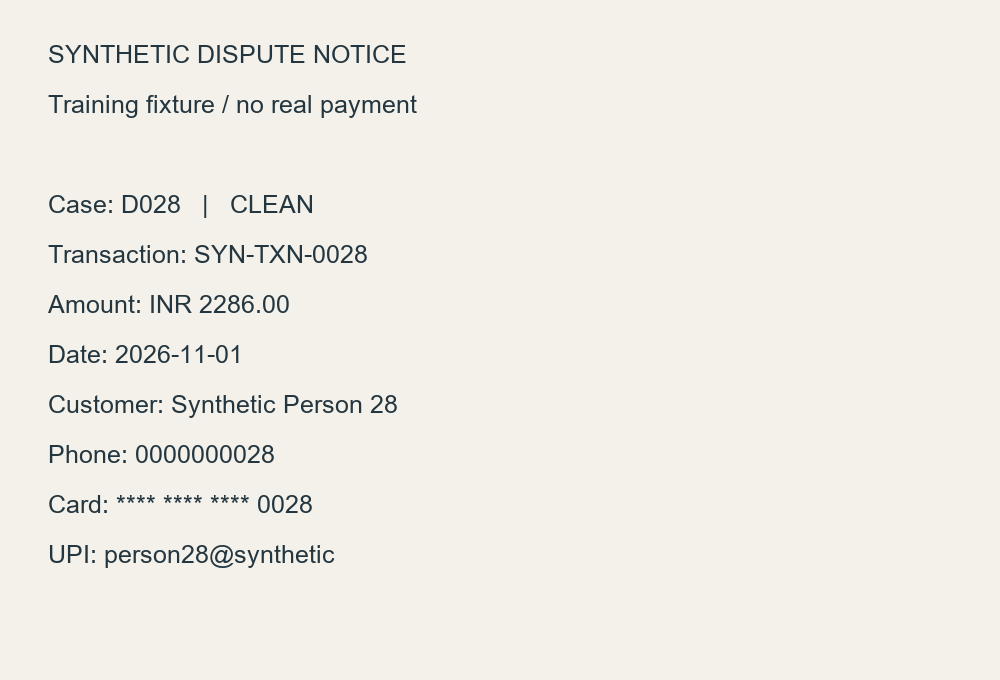 SYNTHETIC DISPUTE NOTICE
Training fixture / no real payment
Case: D028 | CLEAN
Transaction: SYN-TXN-0028
Amount: INR 2286.00
Date: 2026-11-01
Customer: Synthetic Person 28
Phone: 0000000028
Card: **** **** **** 0028
UPI: person28@synthetic